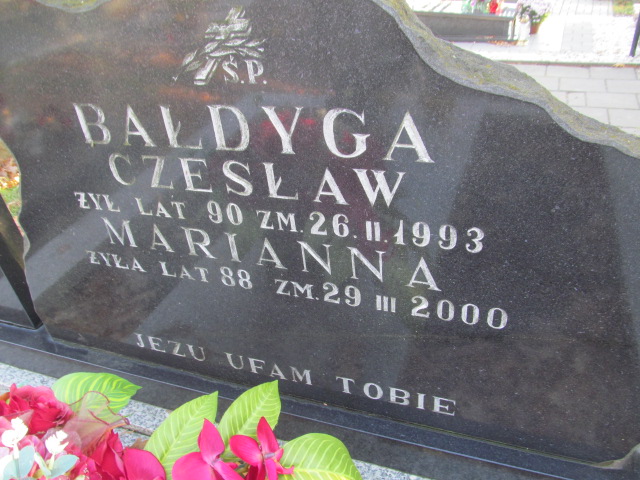 Ś.P.
BAŁDYGA
CZESŁAW
ŻYŁ LAT 90 ZM. 26. II. 1993
MARIANNA
ŻYŁA LAT 88 ZM. 29 III 2000
JEZU UFAM TOBIE